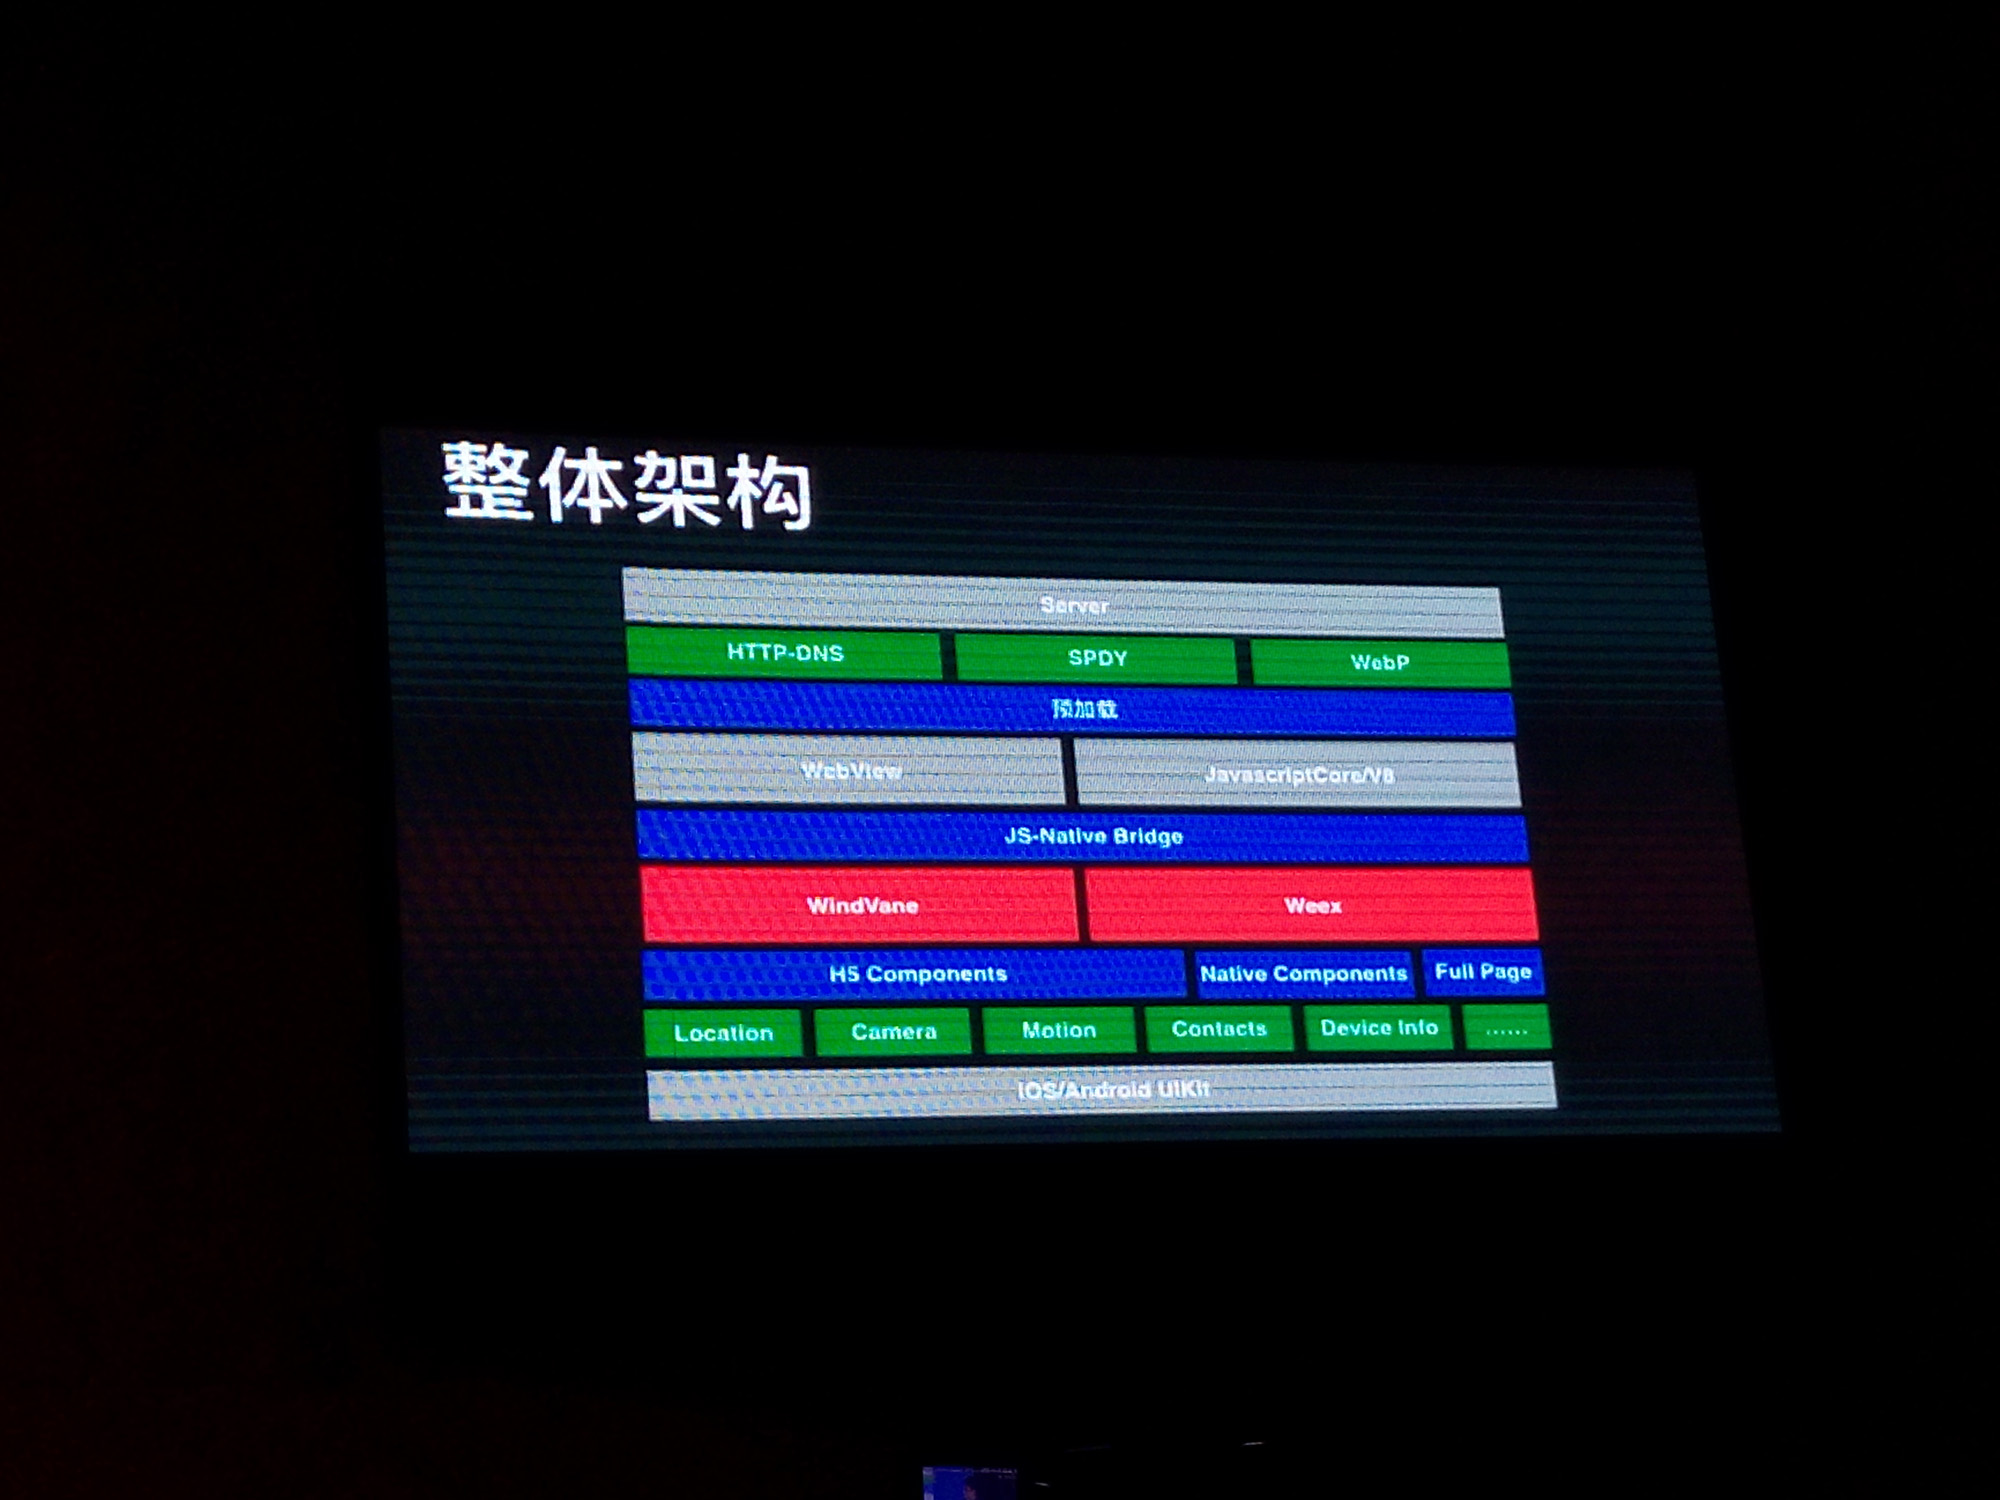 整体架构
Server
HTTP-DNS SPDY WebP
预加载
WebView JavascriptCore/V8
JS-Native Bridge
WindVane Weex
H5 Components Native Components Full Page
Location Camera Motion Contacts Device Info ......
iOS/Android UIKit